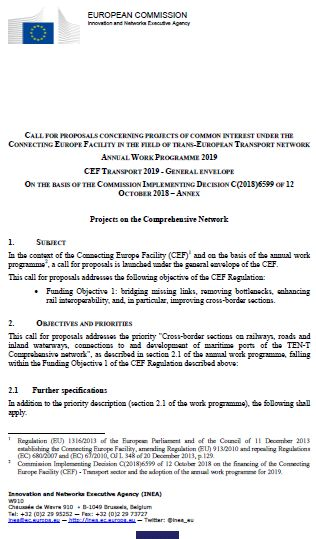 EUROPEAN COMMISSION
Innovation and Networks Executive Agency
CALL FOR PROPOSALS CONCERNING PROJECTS OF COMMON INTEREST UNDER THE
CONNECTING EUROPE FACILITY IN THE FIELD OF TRANS-EUROPEAN TRANSPORT NETWORK
ANNUAL WORK PROGRAMME 2019
CEF TRANSPORT 2019 - GENERAL ENVELOPE
ON THE BASIS OF THE COMMISSION IMPLEMENTING DECISION C(2018)6599 OF 12
OCTOBER 2018 – ANNEX
Projects on the Comprehensive Network
1. SUBJECT
In the context of the Connecting Europe Facility (CEF)1 and on the basis of the annual work
programme2, a call for proposals is launched under the general envelope of the CEF.
This call for proposals addresses the following objective of the CEF Regulation:
• Funding Objective 1: bridging missing links, removing bottlenecks, enhancing
rail interoperability, and, in particular, improving cross-border sections.
2. OBJECTIVES AND PRIORITIES
This call for proposals addresses the priority "Cross-border sections on railways, roads and
inland waterways, connections to and development of maritime ports of the TEN-T
Comprehensive network", as described in section 2.1 of the annual work programme, falling
within the Funding Objective 1 of the CEF Regulation described above:
2.1 Further specifications
In addition to the priority description (section 2.1 of the work programme), the following shall
apply.
1 Regulation (EU) 1316/2013 of the European Parliament and of the Council of 11 December 2013
establishing the Connecting Europe Facility, amending Regulation (EU) 913/2010 and repealing Regulations
(EC) 680/2007 and (EC) 67/2010, OJ L 348 of 20 December 2013, p.129.
2 Commission Implementing Decision C(2018)6599 of 12 October 2018 on the financing of the Connecting
Europe Facility (CEF) - Transport sector and the adoption of the annual work programme for 2019.
Innovation and Networks Executive Agency (INEA)
W910
Chaussée de Wavre 910 • B-1049 Brussels, Belgium
Tel: +32 (0)2 29 95252 — Fax: +32 (0)2 29 73727
inea@ec.europa.eu — http://inea.ec.europa.eu — Twitter: @inea_eu